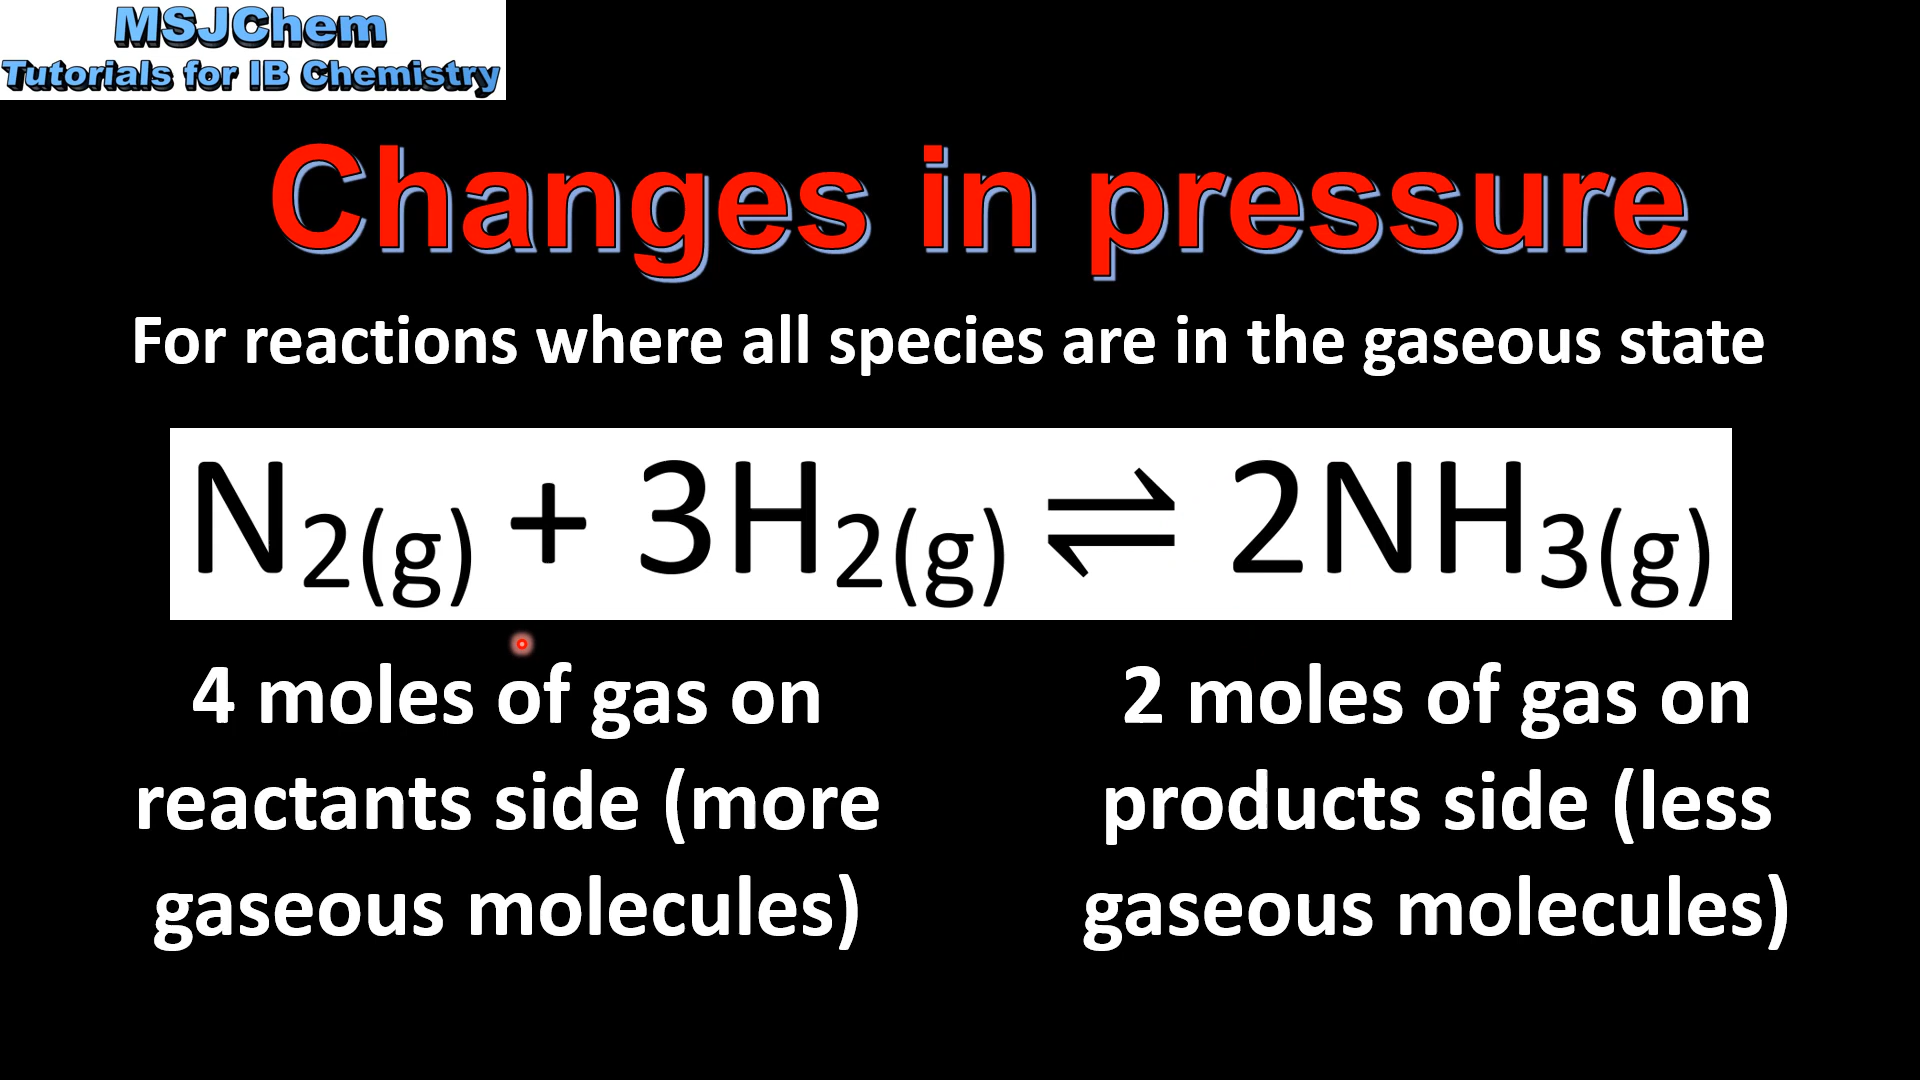 MSJChem
Tutorials for IB Chemistry
Changes in pressure
For reactions where all species are in the gaseous state
N₂(g) + 3H₂(g) ⇌ 2NH₃(g)
4 moles of gas on
reactants side (more
gaseous molecules)
2 moles of gas on
products side (less
gaseous molecules)